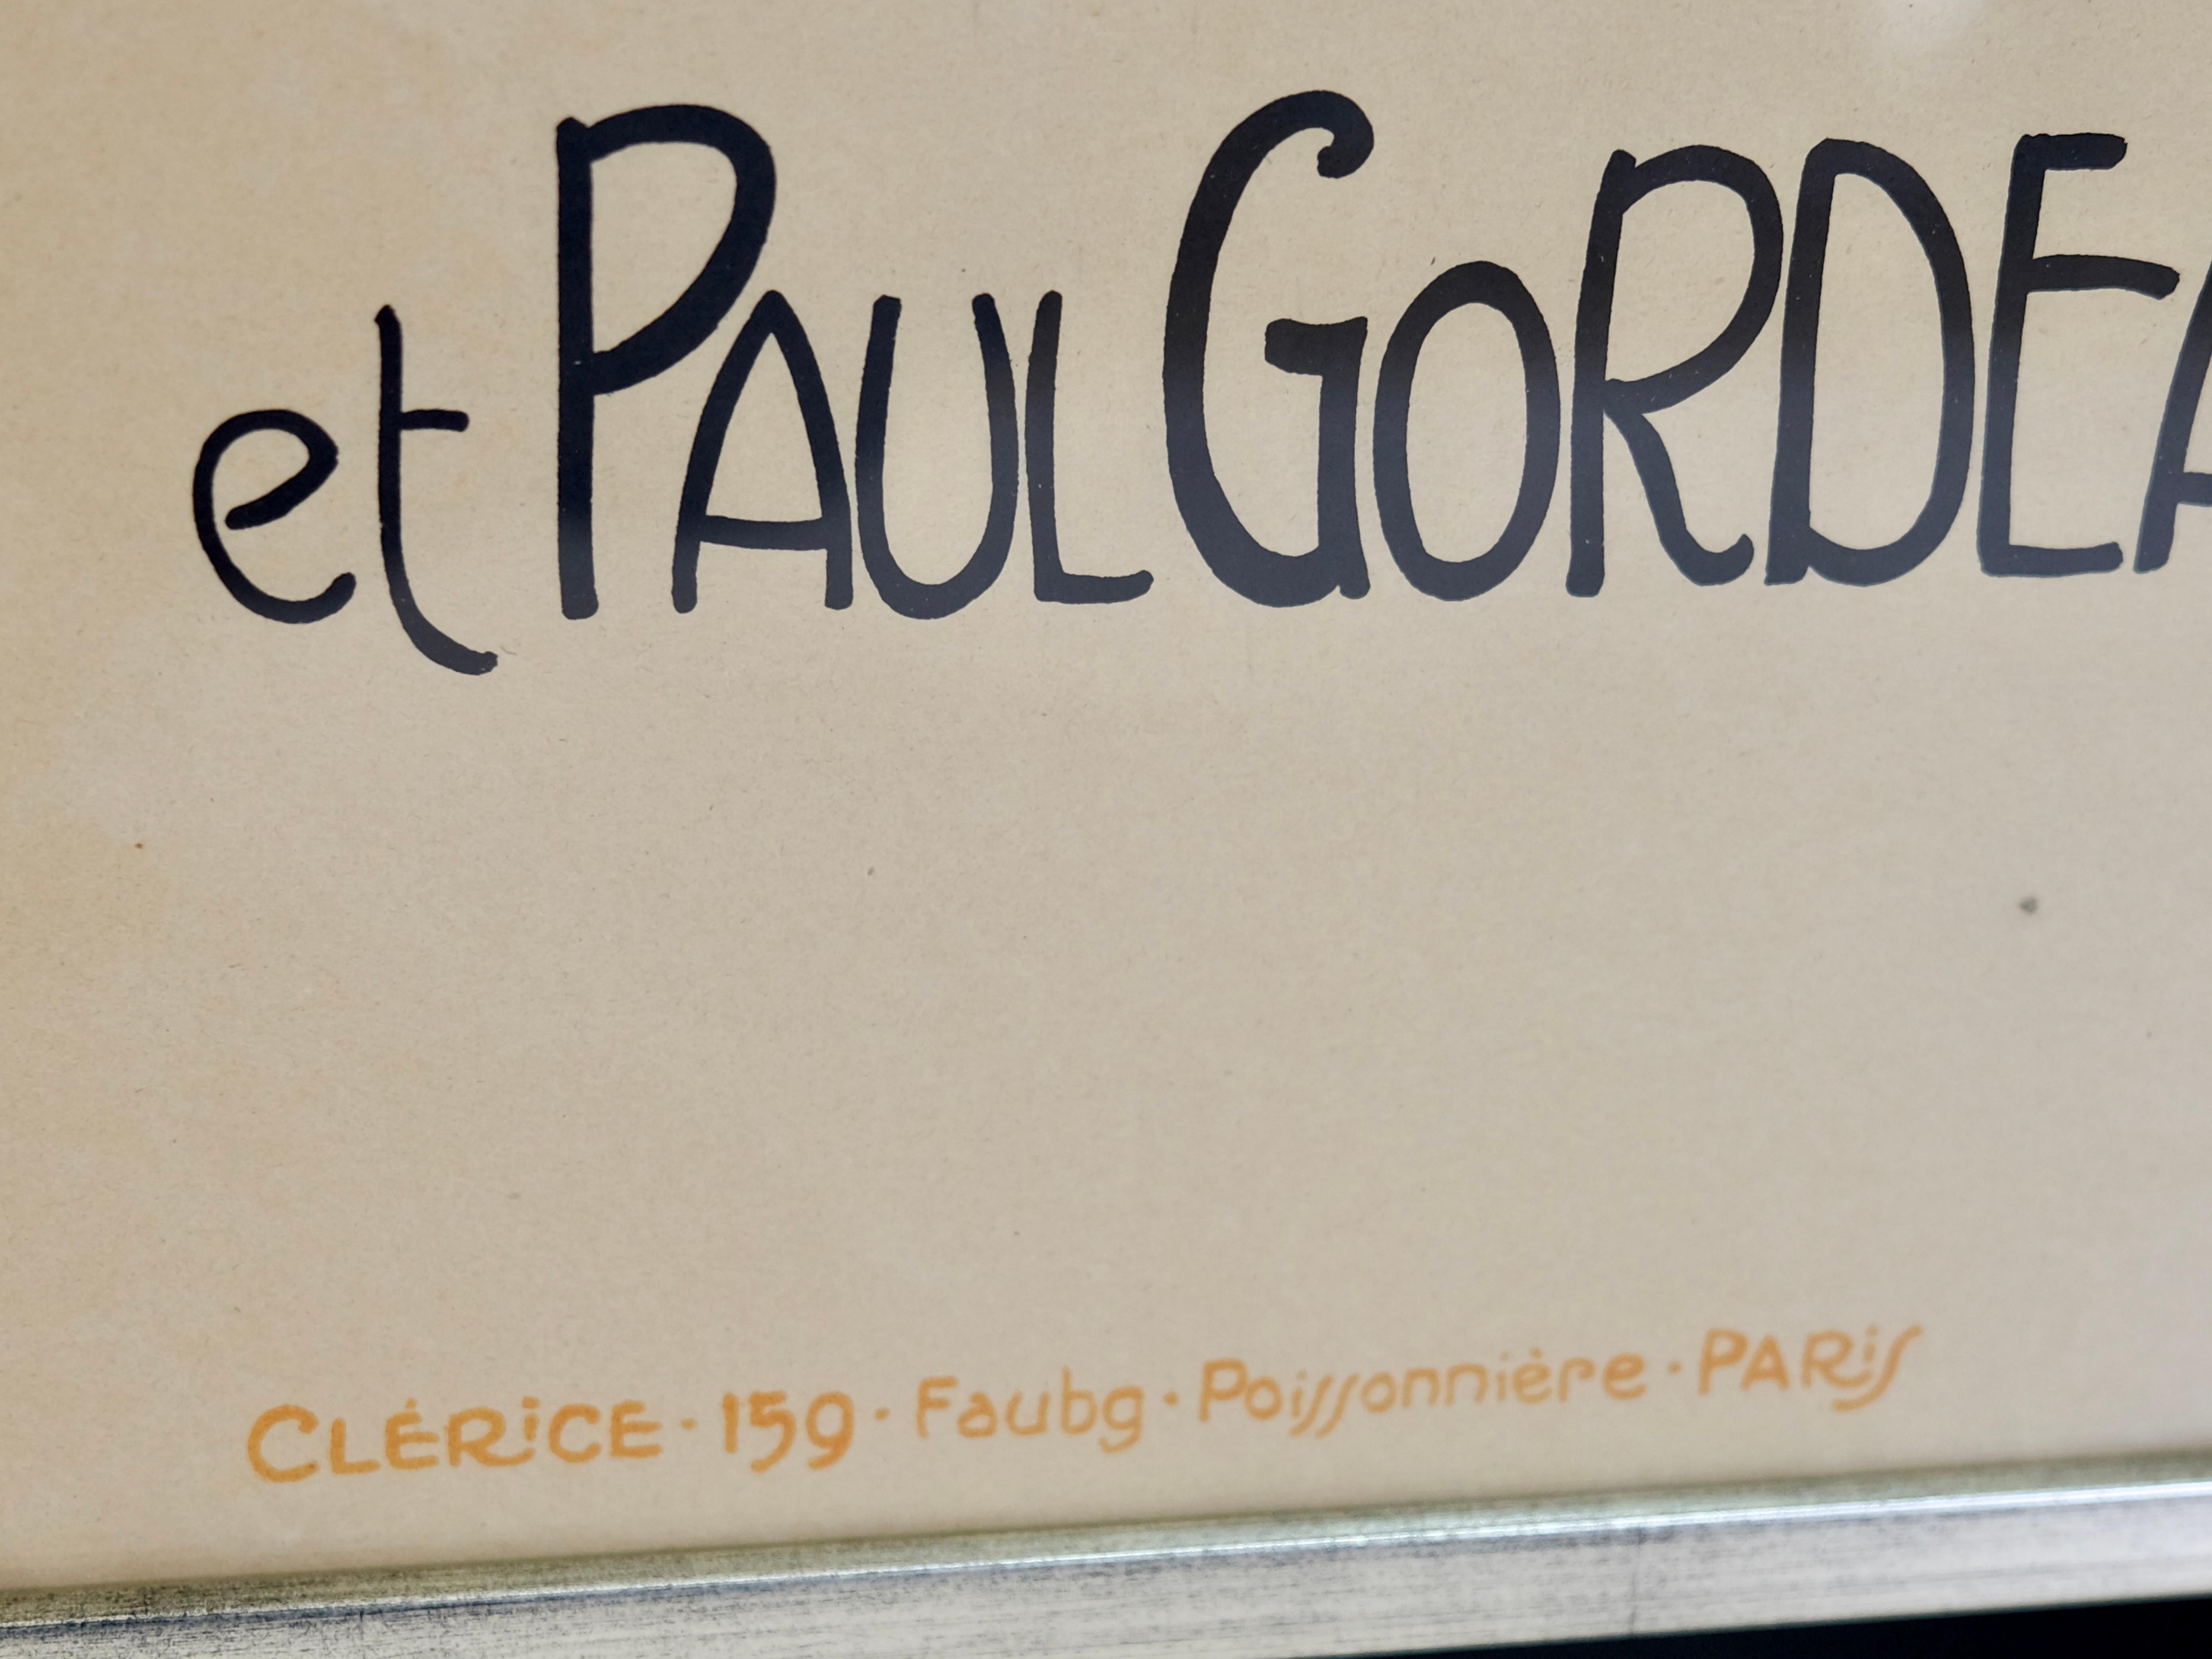 et PAUL GORDEA
CLÉRiCE · 159 · Faubg · Poissonnière · PARiS